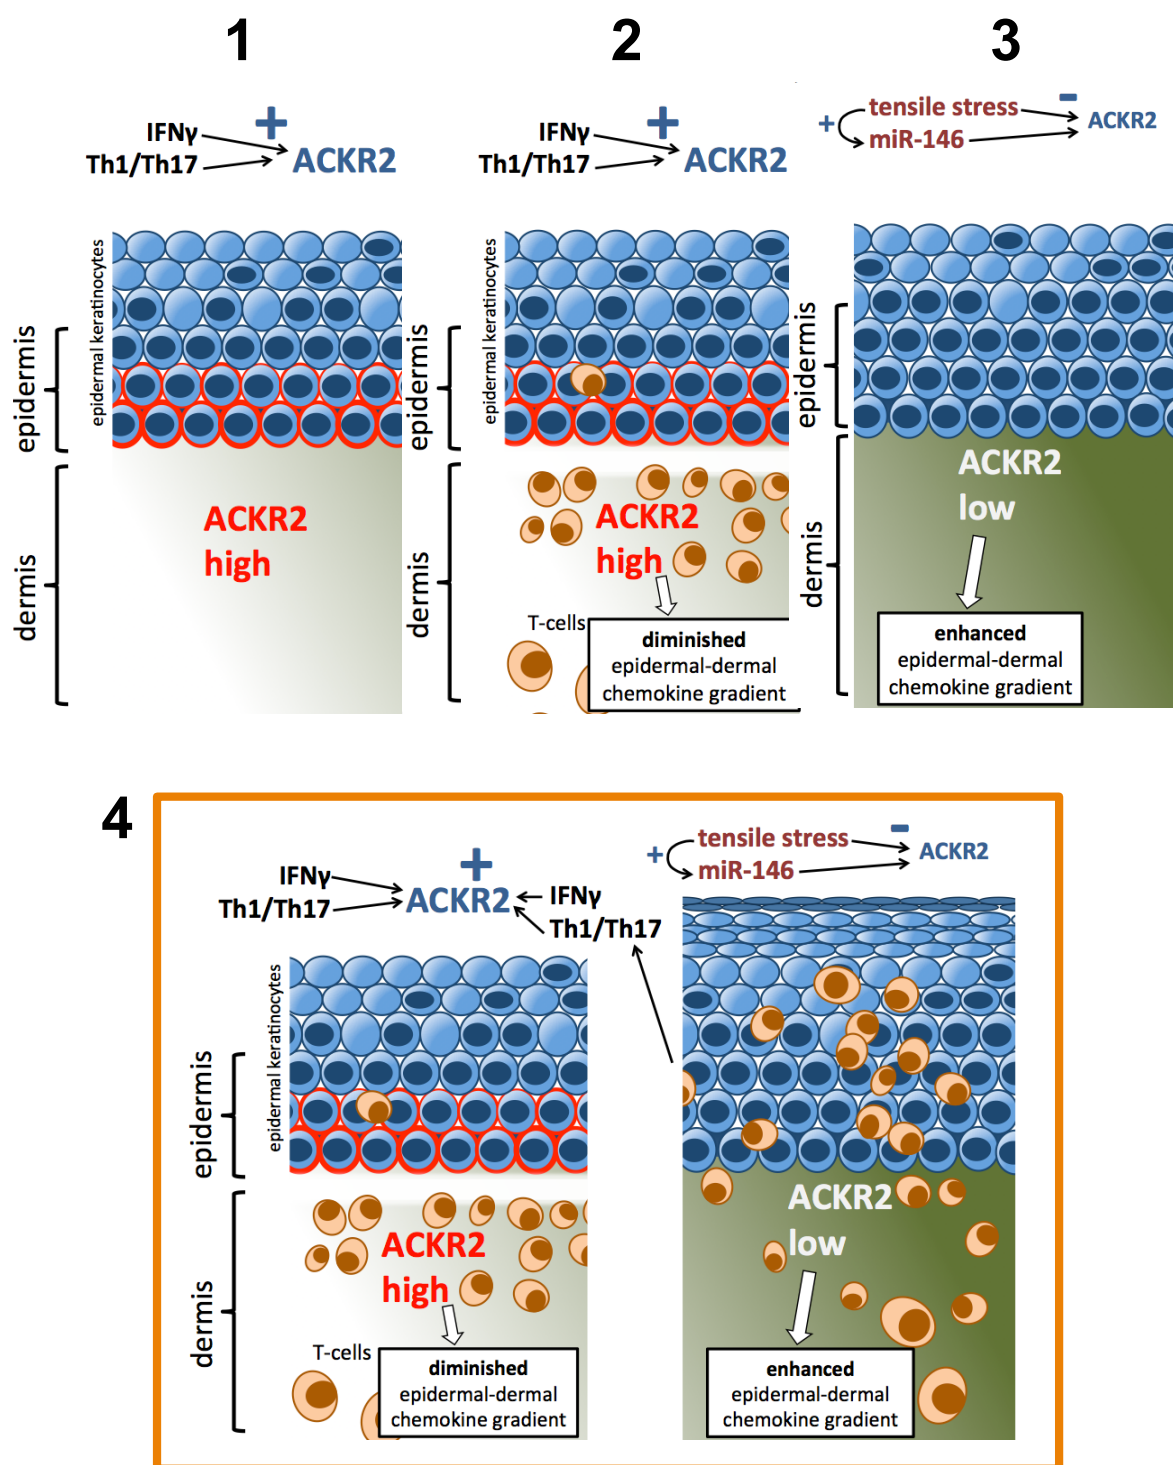 1
+
IFNγ
Th1/Th17
ACKR2
epidermal keratinocytes
epidermis
dermis
ACKR2
high
2
+
IFNγ
Th1/Th17
ACKR2
epidermal keratinocytes
epidermis
dermis
ACKR2
high
T-cells
diminished
epidermal-dermal
chemokine gradient
3
+
tensile stress
miR-146
-
ACKR2
epidermis
dermis
ACKR2
low
enhanced
epidermal-dermal
chemokine gradient
4
IFNγ
Th1/Th17
+
ACKR2
IFNγ
Th1/Th17
epidermal keratinocytes
epidermis
dermis
ACKR2
high
T-cells
diminished
epidermal-dermal
chemokine gradient
+
tensile stress
miR-146
-
ACKR2
ACKR2
low
enhanced
epidermal-dermal
chemokine gradient